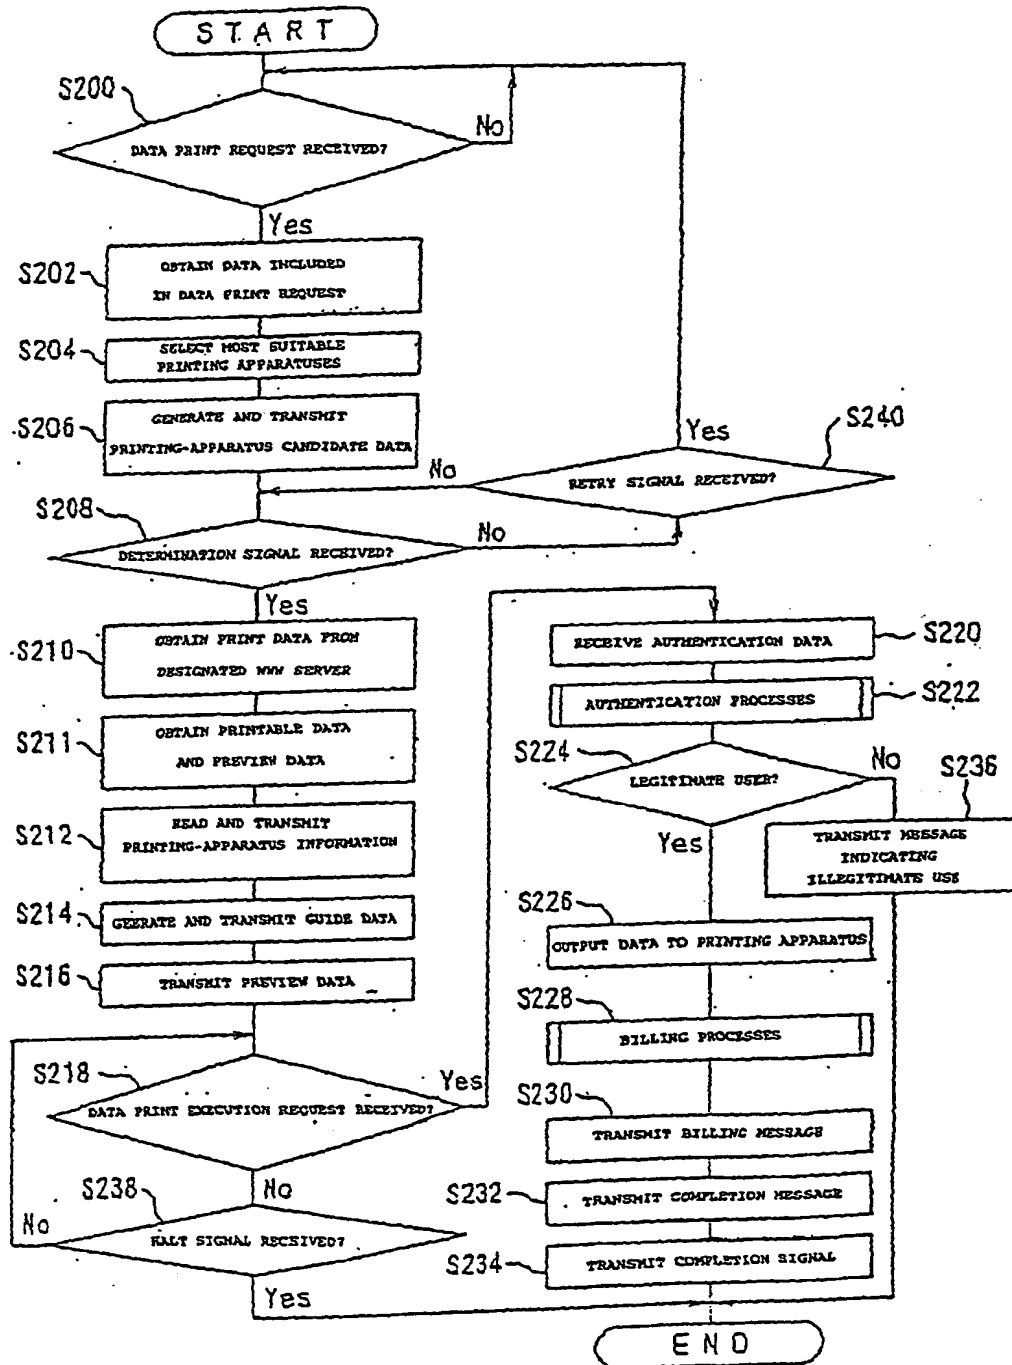 START
S200
No
DATA PRINT REQUEST RECEIVED?
Yes
S202
OBTAIN DATA INCLUDED
IN DATA PRINT REQUEST
S204
SELECT MOST SUITABLE
PRINTING APPARATUSES
S206
GENERATE AND TRANSMIT
PRINTING-APPARATUS CANDIDATE DATA
Yes
S240
No
RETRY SIGNAL RECEIVED?
S208
No
DETERMINATION SIGNAL RECEIVED?
Yes
S210
OBTAIN PRINT DATA FROM
DESIGNATED WWW SERVER
S211
OBTAIN PRINTABLE DATA
AND PREVIEW DATA
S212
READ AND TRANSMIT
PRINTING-APPARATUS INFORMATION
S214
GEERATE AND TRANSMIT GUIDE DATA
S216
TRANSMIT PREVIEW DATA
S218
Yes
DATA PRINT EXECUTION REQUEST RECEIVED?
No
S238
No
HALT SIGNAL RECEIVED?
Yes
RECEIVE AUTHENTICATION DATA
S220
AUTHENTICATION PROCESSES
S222
S224
No
LEGITIMATE USER?
S236
Yes
TRANSMIT MESSAGE
INDICATING
ILLEGITIMATE USE
S226
OUTPUT DATA TO PRINTING APPARATUS
S228
BILLING PROCESSES
S230
TRANSMIT BILLING MESSAGE
S232
TRANSMIT COMPLETION MESSAGE
S234
TRANSMIT COMPLETION SIGNAL
END